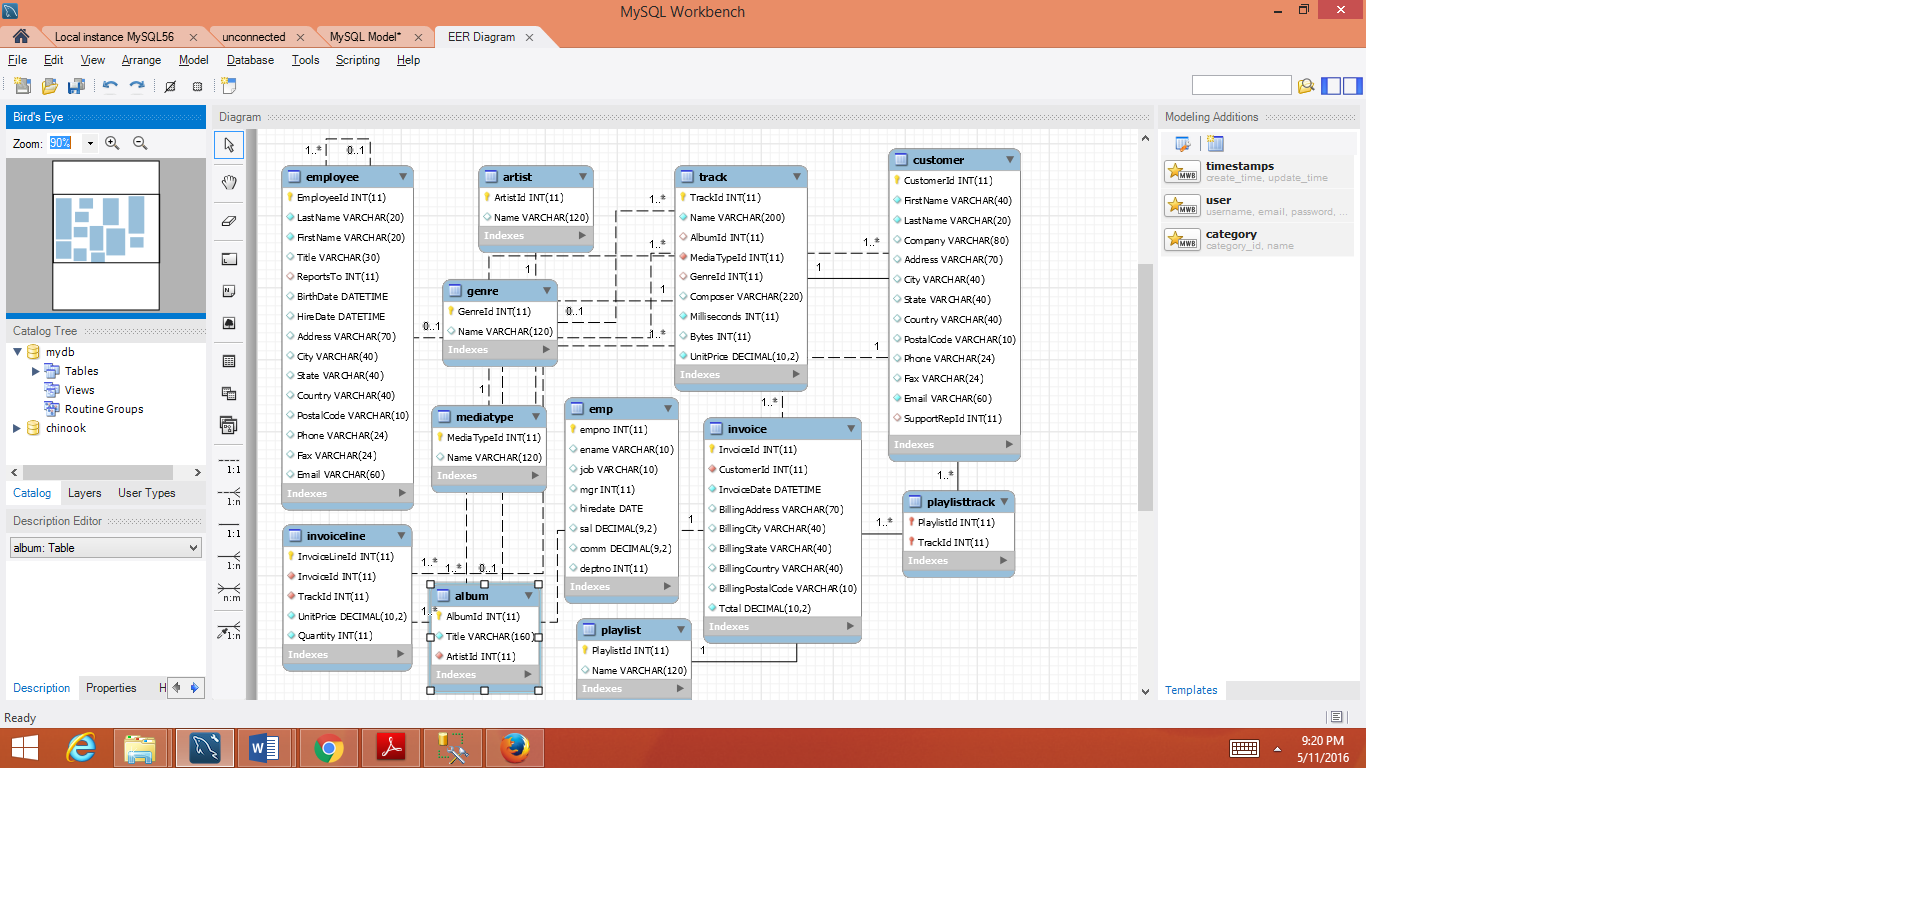 MySQL Workbench
Local instance MySQL56
unconnected
MySQL Model*
EER Diagram
File Edit View Arrange Model Database Tools Scripting Help
Bird's Eye
Zoom: 90%
Catalog Tree
mydb
Tables
Views
Routine Groups
chinook
Catalog Layers User Types
Description Editor
album: Table
Description Properties H
Ready
Diagram
1:1
1:n
1:1
1:n
n:m
1:n
1..* 0..1
employee
EmployeeId INT(11)
LastName VARCHAR(20)
FirstName VARCHAR(20)
Title VARCHAR(30)
ReportsTo INT(11)
BirthDate DATETIME
HireDate DATETIME
Address VARCHAR(70)
City VARCHAR(40)
State VARCHAR(40)
Country VARCHAR(40)
PostalCode VARCHAR(10)
Phone VARCHAR(24)
Fax VARCHAR(24)
Email VARCHAR(60)
Indexes
invoiceline
InvoiceLineId INT(11)
InvoiceId INT(11)
TrackId INT(11)
UnitPrice DECIMAL(10,2)
Quantity INT(11)
Indexes
artist
ArtistId INT(11)
Name VARCHAR(120)
Indexes
1
genre
GenreId INT(11)
Name VARCHAR(120)
Indexes
0..1
0..1
1
mediatype
MediaTypeId INT(11)
Name VARCHAR(120)
Indexes
1..*
1..*
0..1
1..*
album
AlbumId INT(11)
Title VARCHAR(160)
ArtistId INT(11)
Indexes
1..*
1..*
1
1..*
track
TrackId INT(11)
Name VARCHAR(200)
AlbumId INT(11)
MediaTypeId INT(11)
GenreId INT(11)
Composer VARCHAR(220)
Milliseconds INT(11)
Bytes INT(11)
UnitPrice DECIMAL(10,2)
Indexes
emp
empno INT(11)
ename VARCHAR(10)
job VARCHAR(10)
mgr INT(11)
hiredate DATE
sal DECIMAL(9,2)
comm DECIMAL(9,2)
deptno INT(11)
Indexes
playlist
PlaylistId INT(11)
Name VARCHAR(120)
Indexes
1
1
1..*
invoice
InvoiceId INT(11)
CustomerId INT(11)
InvoiceDate DATETIME
BillingAddress VARCHAR(70)
BillingCity VARCHAR(40)
BillingState VARCHAR(40)
BillingCountry VARCHAR(40)
BillingPostalCode VARCHAR(10)
Total DECIMAL(10,2)
Indexes
1..*
1
1
customer
CustomerId INT(11)
FirstName VARCHAR(40)
LastName VARCHAR(20)
Company VARCHAR(80)
Address VARCHAR(70)
City VARCHAR(40)
State VARCHAR(40)
Country VARCHAR(40)
PostalCode VARCHAR(10)
Phone VARCHAR(24)
Fax VARCHAR(24)
Email VARCHAR(60)
SupportRepId INT(11)
Indexes
1..*
1..*
playlisttrack
PlaylistId INT(11)
TrackId INT(11)
Indexes
Modeling Additions
MWB
timestamps
create_time, update_time
MWB
user
username, email, password, ...
MWB
category
category_id, name
Templates
9:20 PM
5/11/2016